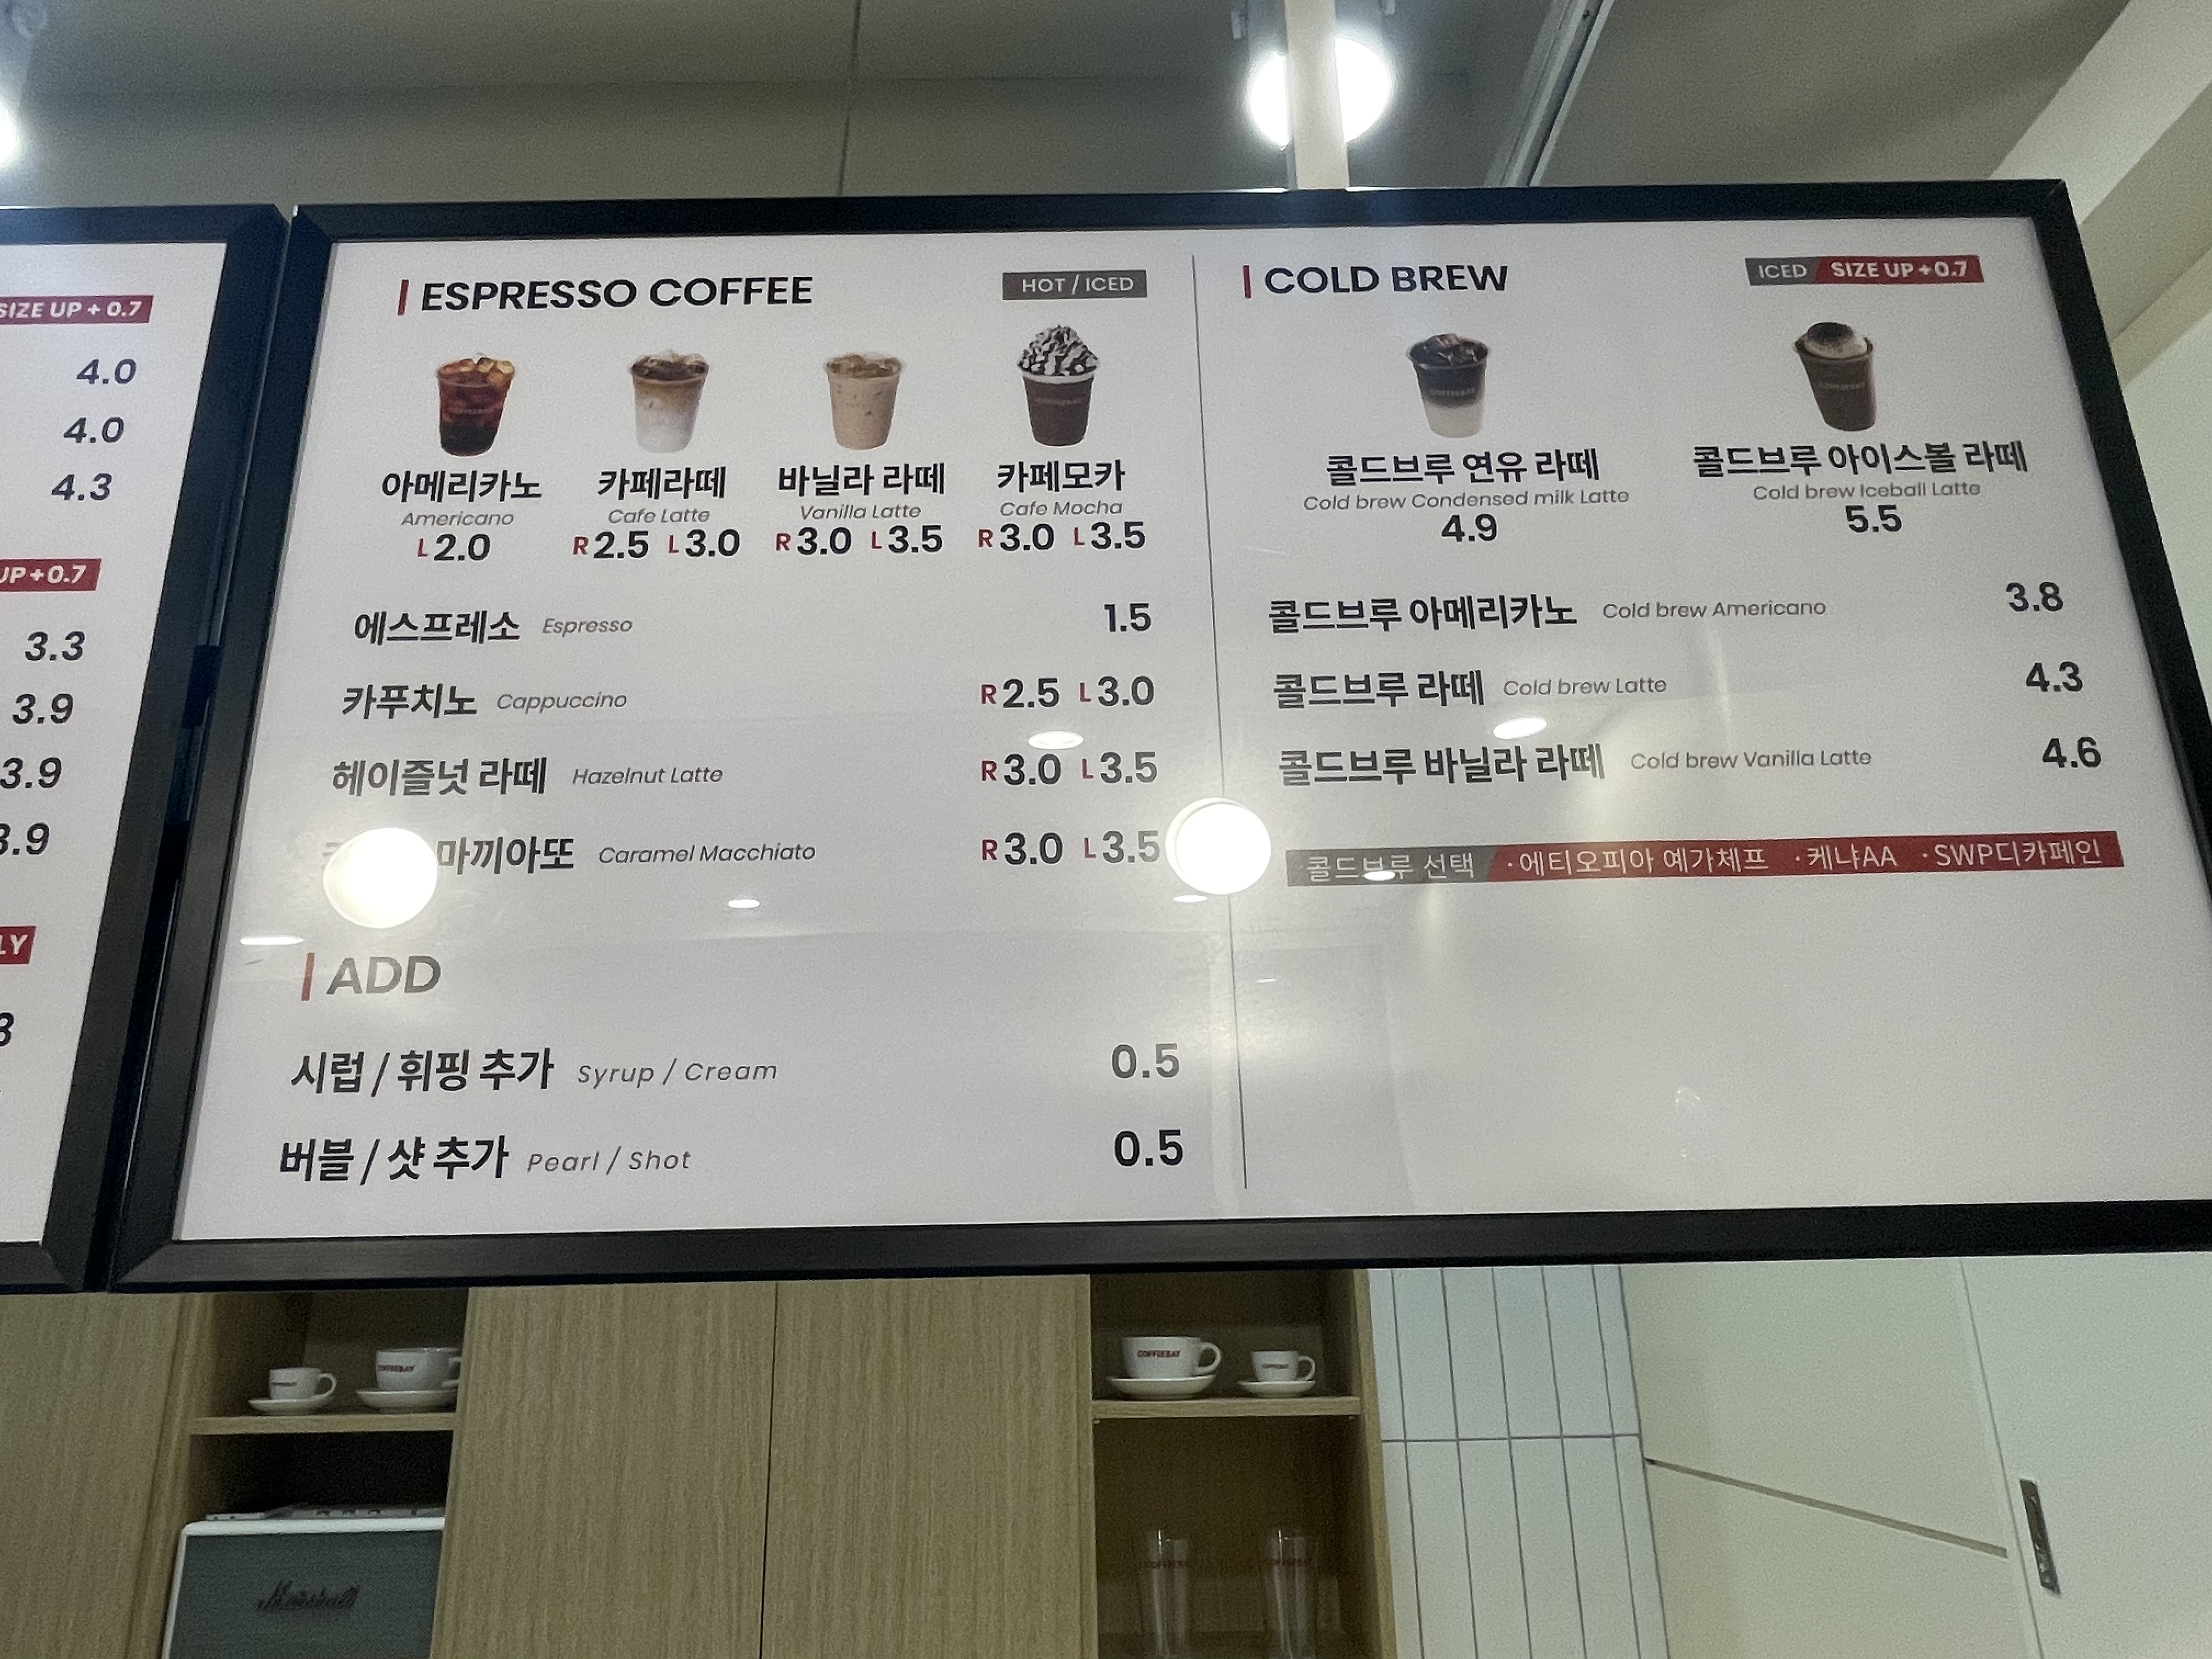 SIZE UP + 0.7
4.0
4.0
4.3
UP + 0.7
3.3
3.9
3.9
3.9
LY
3
ESPRESSO COFFEE
HOT / ICED
아메리카노
Americano
L 2.0
카페라떼
Cafe Latte
R 2.5 L 3.0
바닐라 라떼
Vanilla Latte
R 3.0 L 3.5
카페모카
Cafe Mocha
R 3.0 L 3.5
에스프레소 Espresso 1.5
카푸치노 Cappuccino R 2.5 L 3.0
헤이즐넛 라떼 Hazelnut Latte R 3.0 L 3.5
마끼아또 Caramel Macchiato R 3.0 L 3.5
ADD
시럽 / 휘핑 추가 Syrup / Cream 0.5
버블 / 샷 추가 Pearl / Shot 0.5
COLD BREW
ICED SIZE UP + 0.7
콜드브루 연유 라떼
Cold brew Condensed milk Latte
4.9
콜드브루 아이스볼 라떼
Cold brew Iceball Latte
5.5
콜드브루 아메리카노 Cold brew Americano 3.8
콜드브루 라떼 Cold brew Latte 4.3
콜드브루 바닐라 라떼 Cold brew Vanilla Latte 4.6
콜드브루 선택 · 에티오피아 예가체프 · 케냐AA · SWP디카페인
COFFEEBAY
COFFEEBAY
COFFEEBAY
COFFEEBAY
Marshall